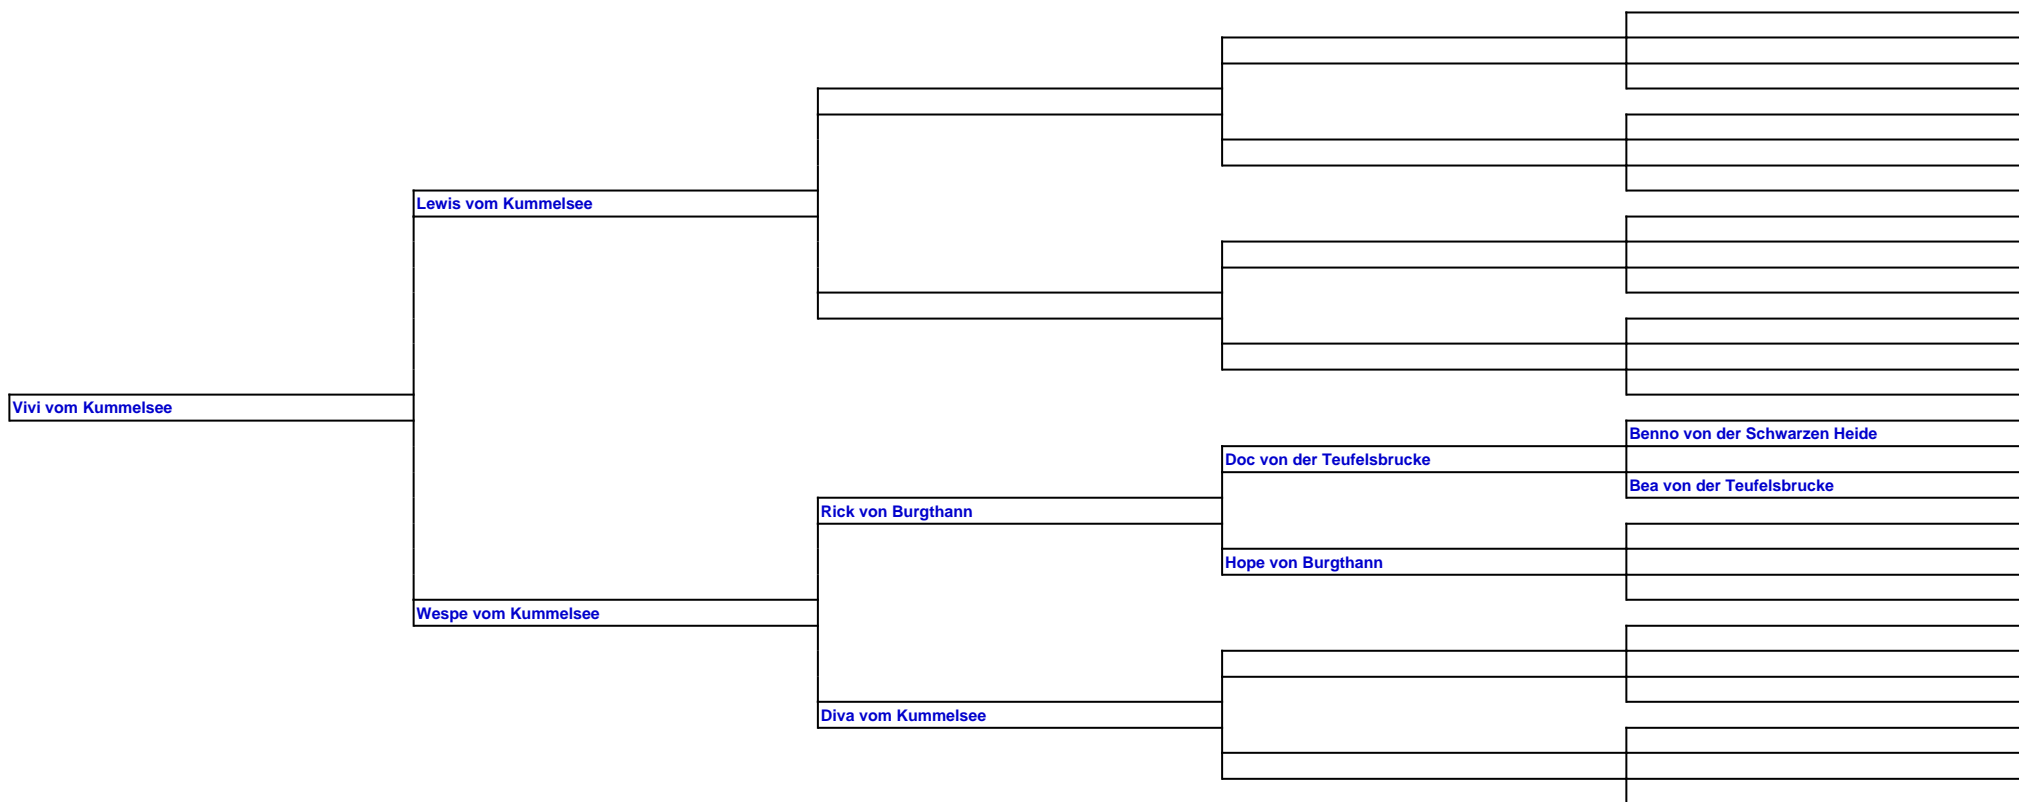 Lewis vom Kummelsee
Vivi vom Kummelsee
Benno von der Schwarzen Heide
Doc von der Teufelsbrucke
Bea von der Teufelsbrucke
Rick von Burgthann
Hope von Burgthann
Wespe vom Kummelsee
Diva vom Kummelsee